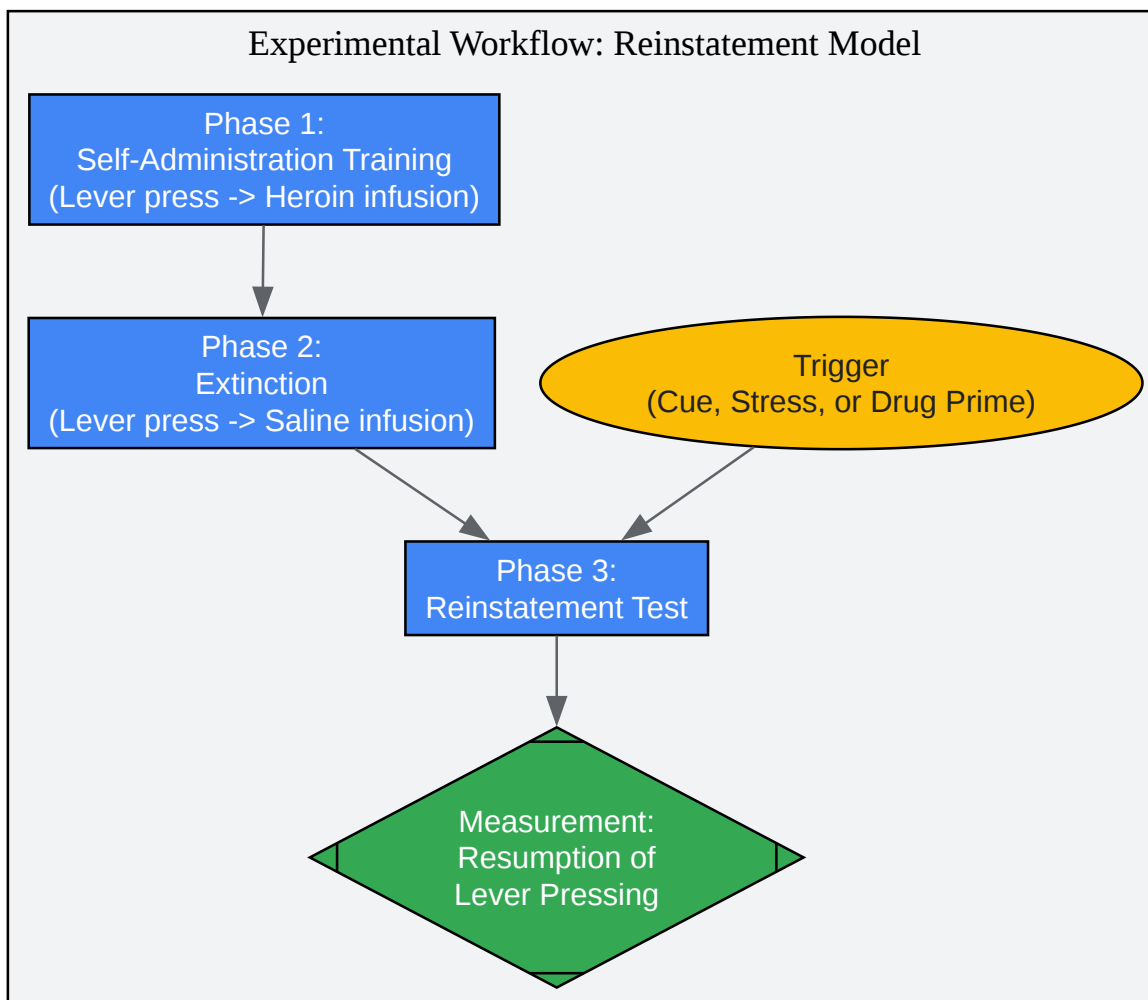 Experimental Workflow: Reinstatement Model
Phase 1:
Self-Administration Training
(Lever press -> Heroin infusion)
Phase 2:
Extinction
(Lever press -> Saline infusion)
Trigger
(Cue, Stress, or Drug Prime)
Phase 3:
Reinstatement Test
Measurement:
Resumption of
Lever Pressing